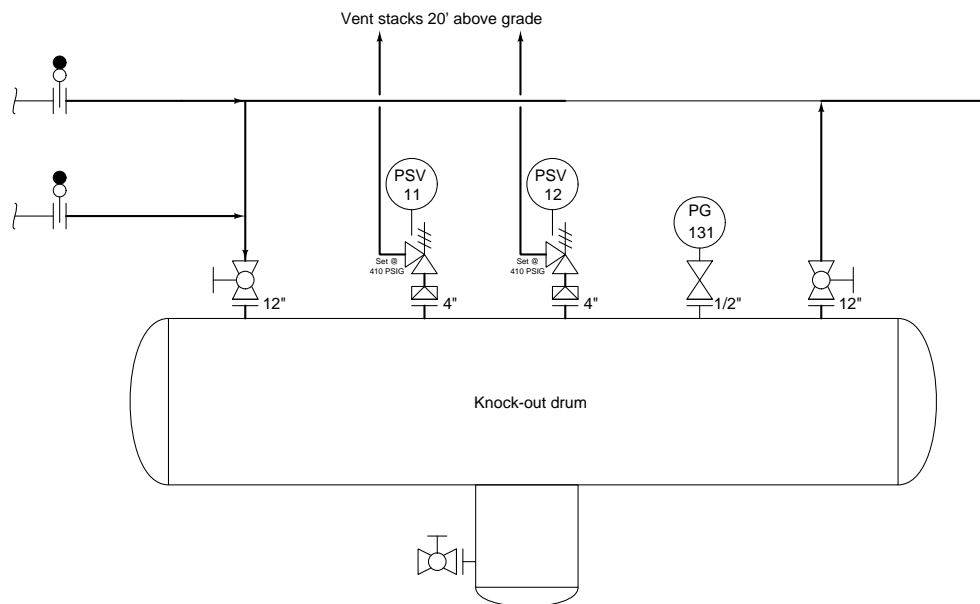 Vent stacks 20’ above grade
PSV
11
PSV
12
PG
131
Set @
410 PSIG
Set @
410 PSIG
12"
4"
4"
1/2"
12"
Knock-out drum